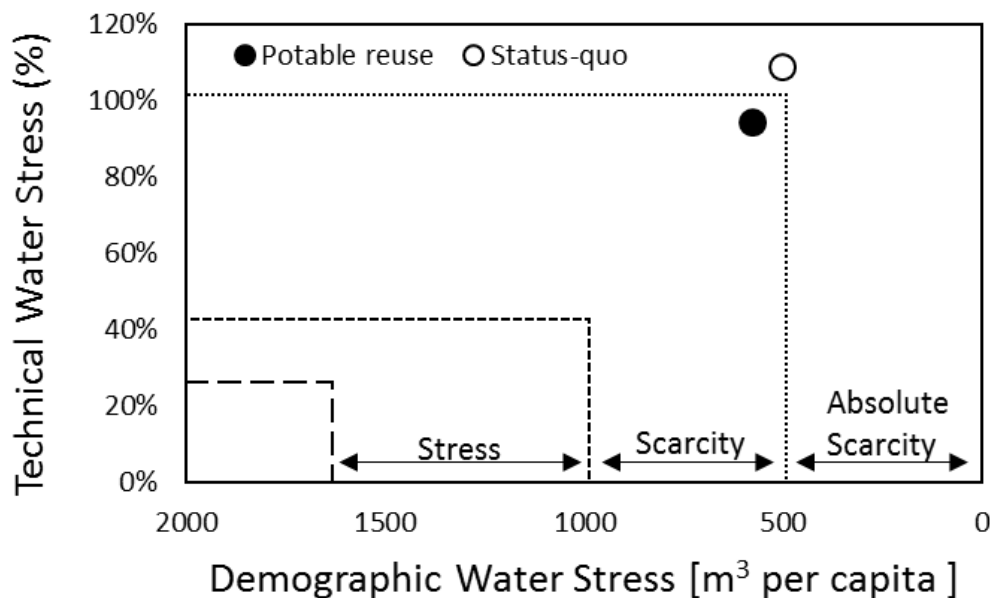 Technical Water Stress (%)
120%
100%
80%
60%
40%
20%
0%
Potable reuse
Status-quo
Stress
Scarcity
Absolute
Scarcity
2000
1500
1000
500
0
Demographic Water Stress [m³ per capita ]